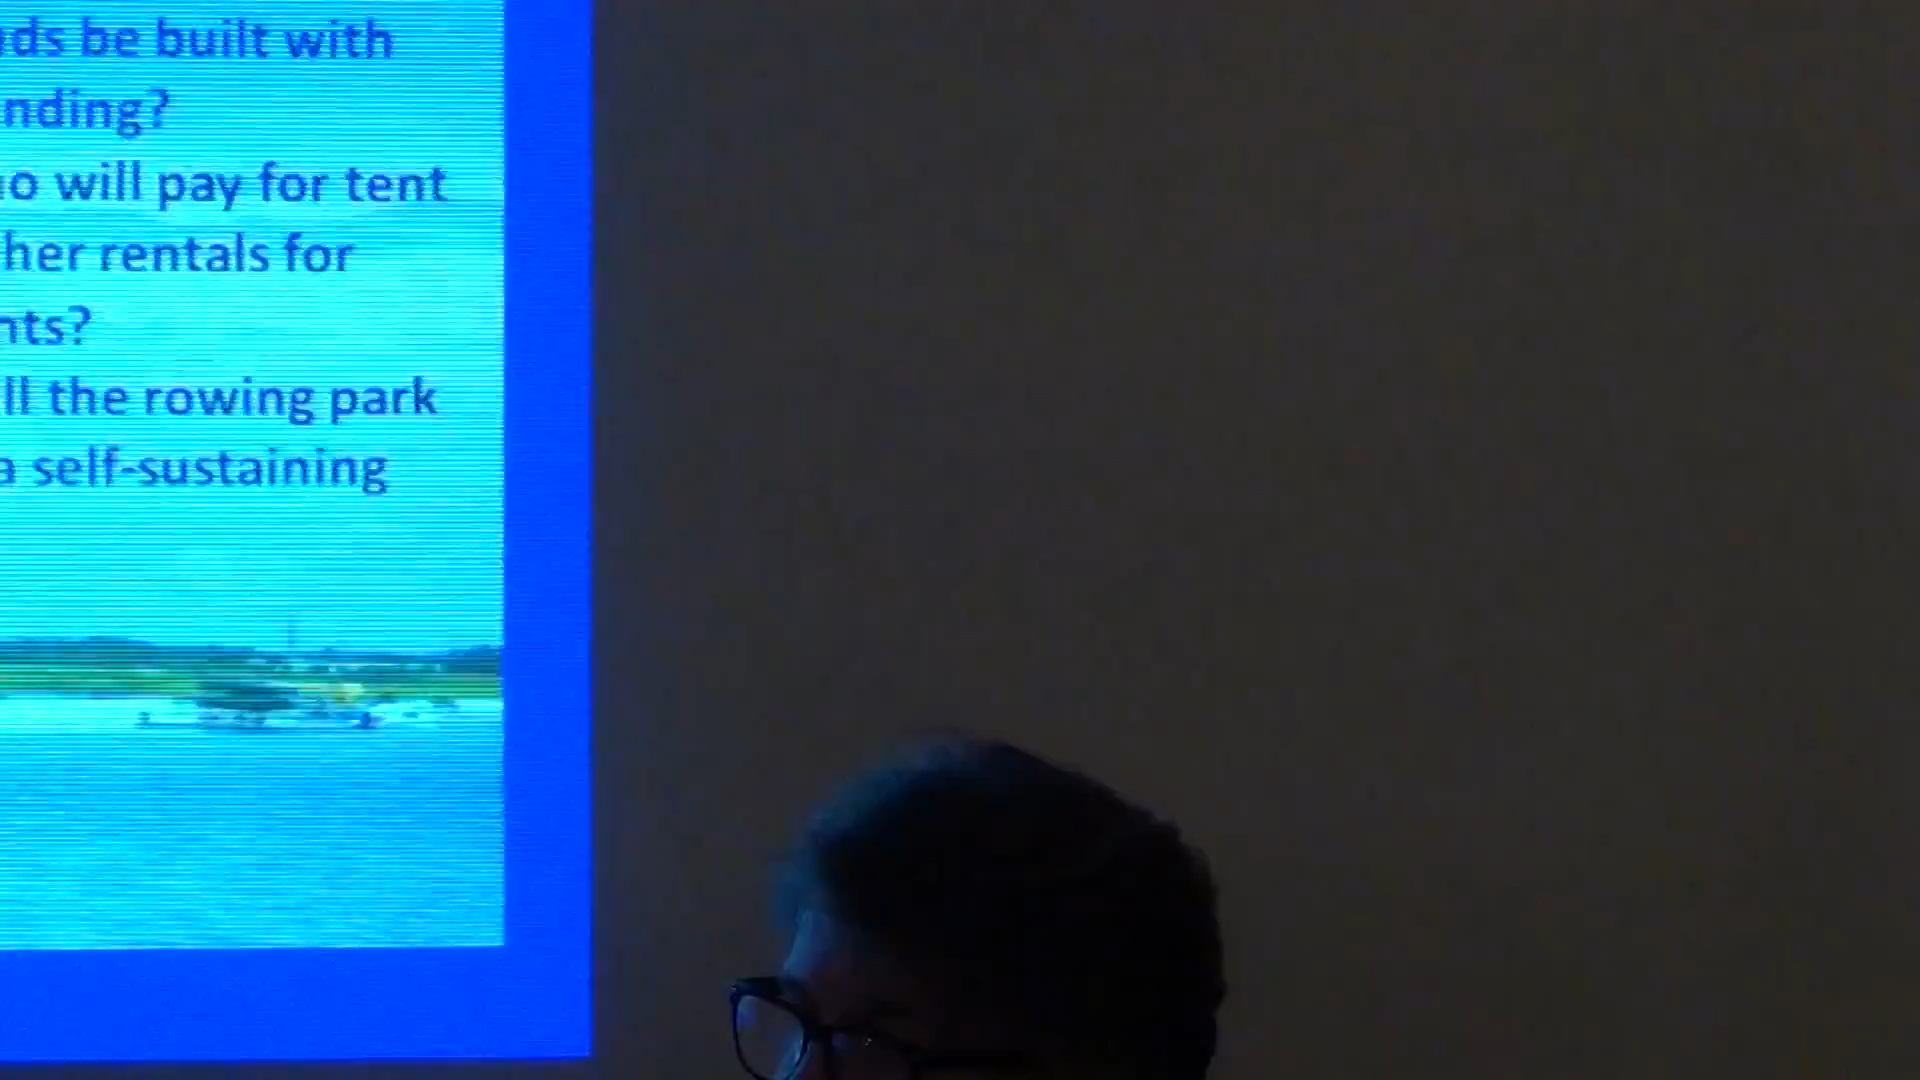 ds be built with
nding?
o will pay for tent
her rentals for
nts?
ll the rowing park
a self-sustaining